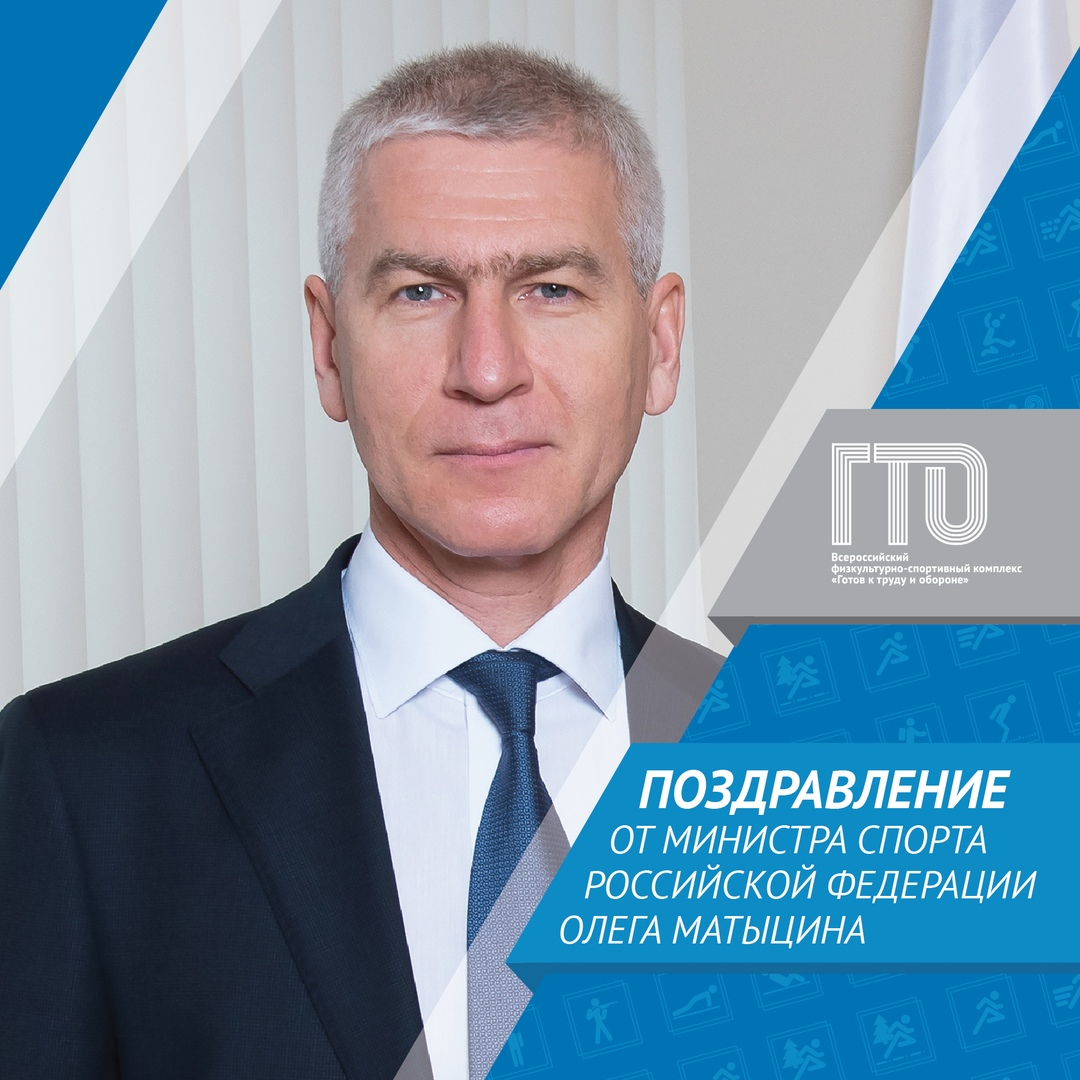 ГТО
Всероссийский
физкультурно-спортивный комплекс
«Готов к труду и обороне»
ПОЗДРАВЛЕНИЕ
ОТ МИНИСТРА СПОРТА
РОССИЙСКОЙ ФЕДЕРАЦИИ
ОЛЕГА МАТЫЦИНА